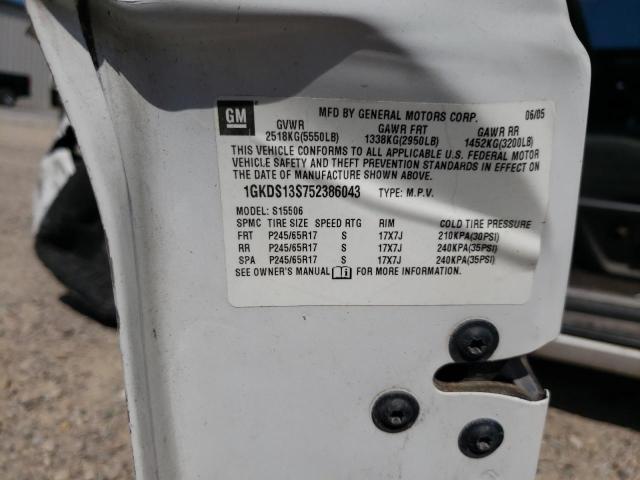 GM
MFD BY GENERAL MOTORS CORP. 06/05
GVWR GAWR FRT GAWR RR
2518KG(5550LB) 1338KG(2950LB) 1452KG(3200LB)
THIS VEHICLE CONFORMS TO ALL APPLICABLE U.S. FEDERAL MOTOR
VEHICLE SAFETY AND THEFT PREVENTION STANDARDS IN EFFECT ON
THE DATE OF MANUFACTURE SHOWN ABOVE.
1GKDS13S752386043 TYPE: M.P.V.
MODEL: S15506
SPMC TIRE SIZE SPEED RTG RIM COLD TIRE PRESSURE
FRT P245/65R17 S 17X7J 210KPA(30PSI)
RR P245/65R17 S 17X7J 240KPA(35PSI)
SPA P245/65R17 S 17X7J 240KPA(35PSI)
SEE OWNER'S MANUAL FOR MORE INFORMATION.